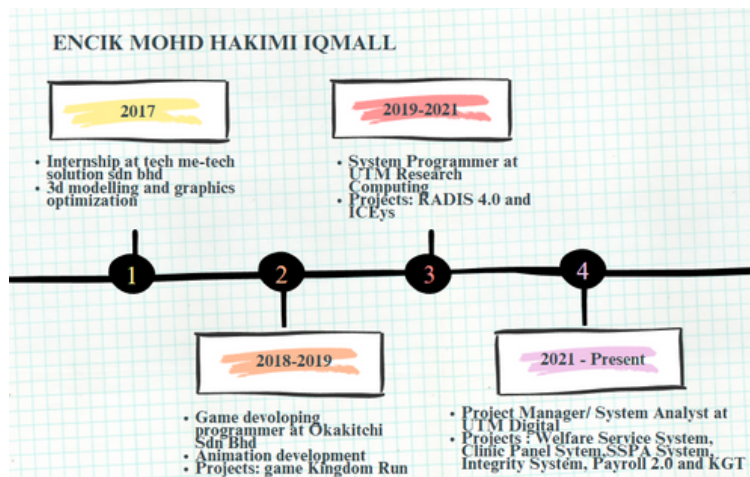 ENCIK MOHD HAKIMI IQMALL
2017
• Internship at tech me-tech
solution sdn bhd
• 3d modelling and graphics
optimization
2019-2021
• System Programmer at
UTM Research
Computing
• Projects: RADIS 4.0 and
ICEys
1
2
3
4
2018-2019
• Game devoloping
programmer at Okakitchi
Sdn Bhd
• Animation development
• Projects: game Kingdom Run
2021 - Present
• Project Manager/ System Analyst at
UTM Digital
• Projects : Welfare Service System,
Clinic Panel Sytem,SSPA System,
Integrity System, Payroll 2.0 and KGT